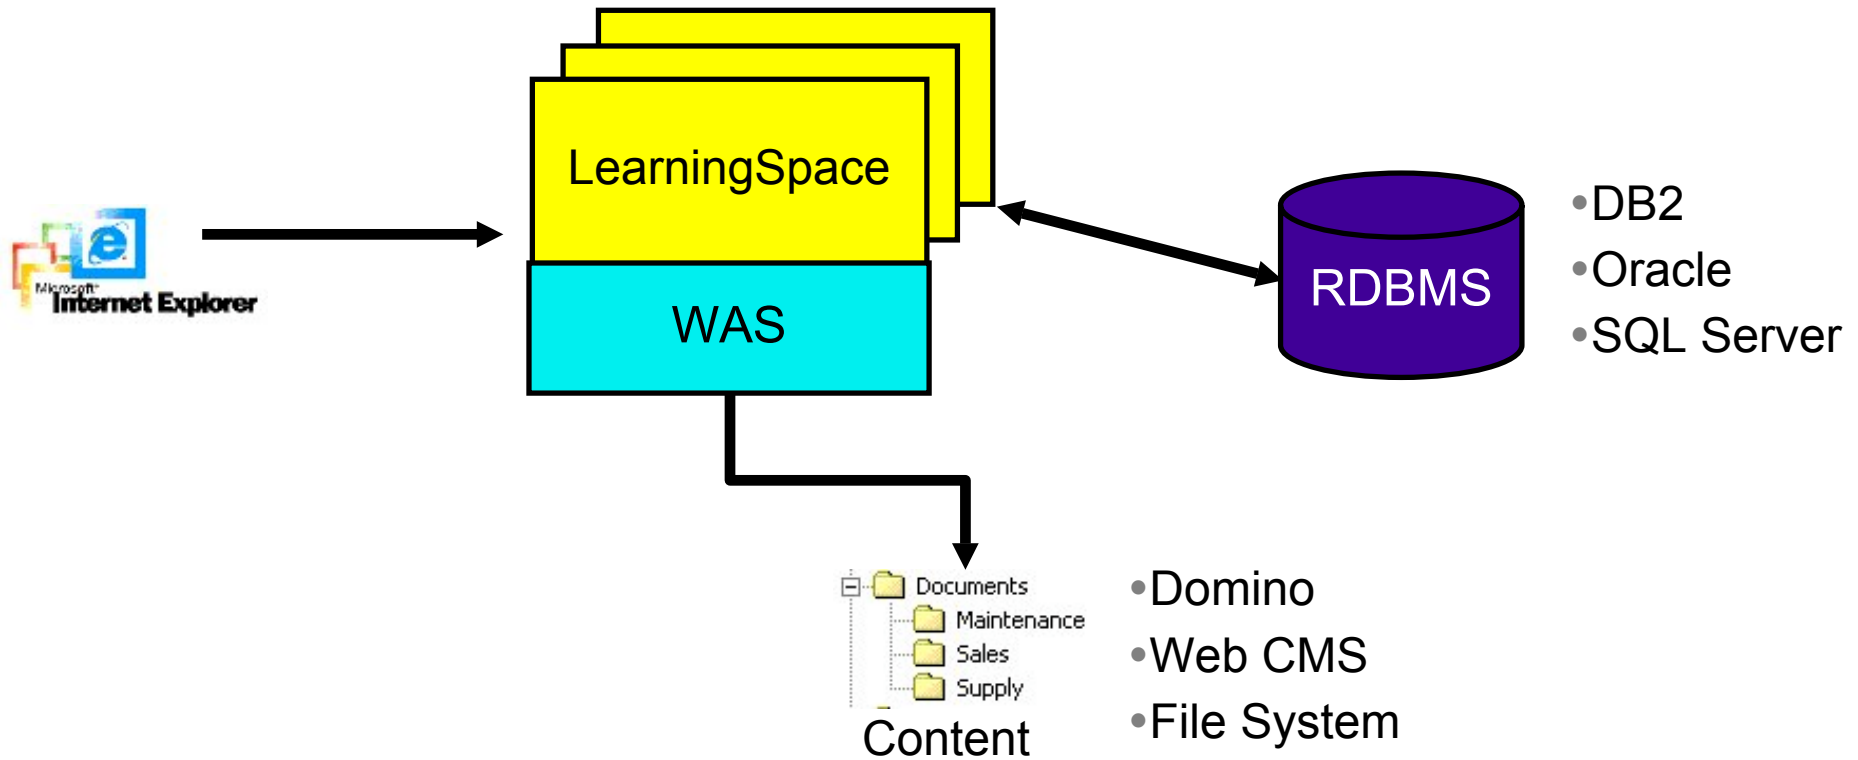 LearningSpace
WAS
Microsoft
Internet Explorer
RDBMS
•DB2
•Oracle
•SQL Server
Documents
Maintenance
Sales
Supply
Content
•Domino
•Web CMS
•File System